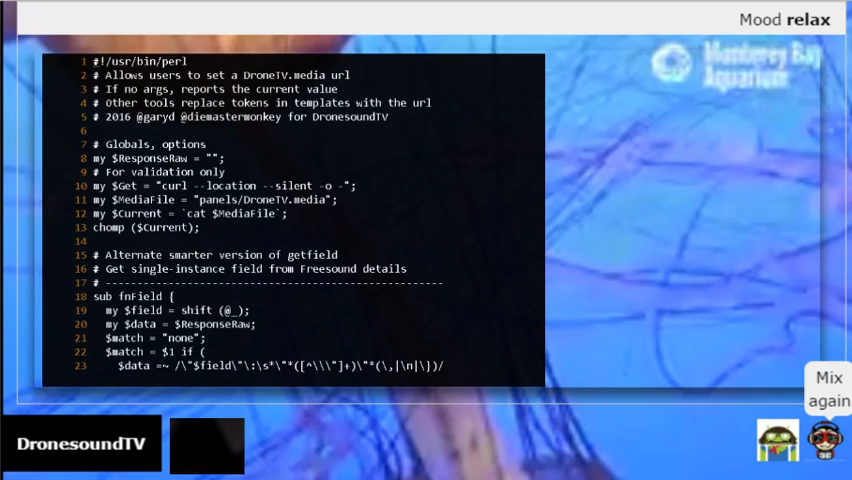 Mood relax
Monterey Bay
Aquarium
1 #!/usr/bin/perl
2 # Allows users to set a DroneTV.media url
3 # If no args, reports the current value
4 # Other tools replace tokens in templates with the url
5 # 2016 @garyd @diemastermonkey for DronesoundTV
6
7 # Globals, options
8 my $ResponseRaw = "";
9 # For validation only
10 my $Get = "curl --location --silent -o -";
11 my $MediaFile = "panels/DroneTV.media";
12 my $Current = `cat $MediaFile`;
13 chomp ($Current);
14
15 # Alternate smarter version of getfield
16 # Get single-instance field from Freesound details
17 # --------------------------------------------------
18 sub fnField {
19 my $field = shift (@_);
20 my $data = $ResponseRaw;
21 $match = "none";
22 $match = $1 if (
23 $data =~ /\"$field\"\:\s*\"*([^\\\"]+)\"*(\,|\n|\})/
Mix
again
DronesoundTV